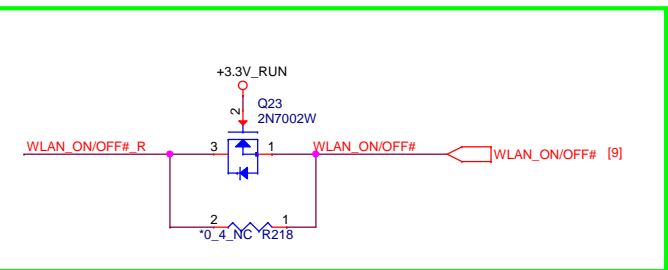 +3.3V_RUN
Q23
2N7002W
2
WLAN_ON/OFF#_R
3
1
WLAN_ON/OFF#
WLAN_ON/OFF# [9]
2
1
*0_4_NC R218